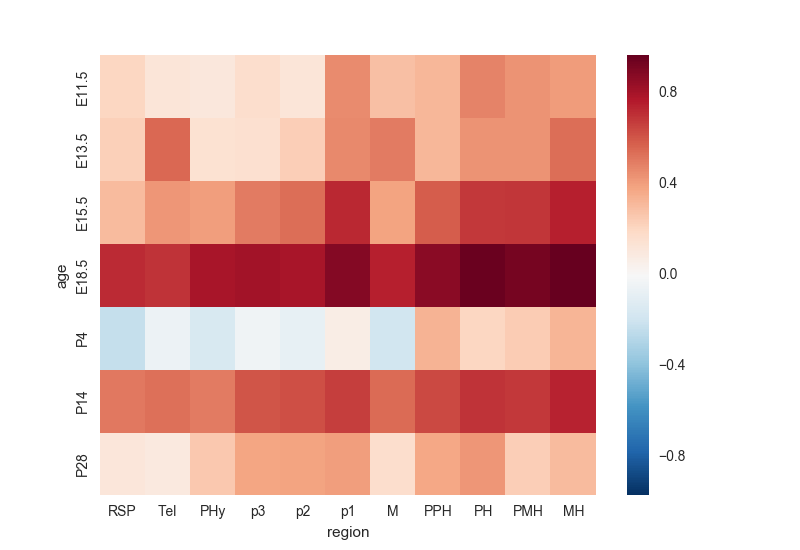 age
E11.5
E13.5
E15.5
E18.5
P4
P14
P28
RSP Tel PHy p3 p2 p1 M PPH PH PMH MH
region
0.8
0.4
0.0
−0.4
−0.8